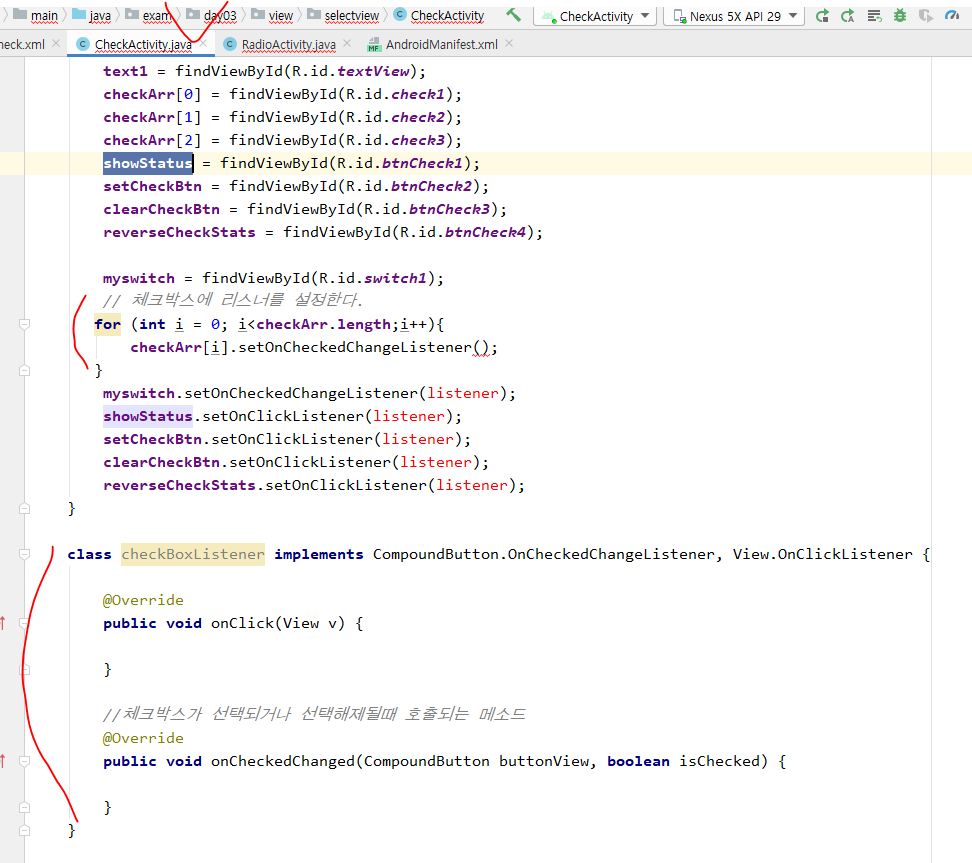 main java exam day03 view selectview CheckActivity CheckActivity Nexus 5X API 29
heck.xml CheckActivity.java RadioActivity.java AndroidManifest.xml
text1 = findViewById(R.id.textView);
checkArr[0] = findViewById(R.id.check1);
checkArr[1] = findViewById(R.id.check2);
checkArr[2] = findViewById(R.id.check3);
showStatus = findViewById(R.id.btnCheck1);
setCheckBtn = findViewById(R.id.btnCheck2);
clearCheckBtn = findViewById(R.id.btnCheck3);
reverseCheckStats = findViewById(R.id.btnCheck4);
myswitch = findViewById(R.id.switch1);
// 체크박스에 리스너를 설정한다.
for (int i = 0; i<checkArr.length;i++){
checkArr[i].setOnCheckedChangeListener();
}
myswitch.setOnCheckedChangeListener(listener);
showStatus.setOnClickListener(listener);
setCheckBtn.setOnClickListener(listener);
clearCheckBtn.setOnClickListener(listener);
reverseCheckStats.setOnClickListener(listener);
}
class checkBoxListener implements CompoundButton.OnCheckedChangeListener, View.OnClickListener {
@Override
public void onClick(View v) {
}
//체크박스가 선택되거나 선택해제될때 호출되는 메소드
@Override
public void onCheckedChanged(CompoundButton buttonView, boolean isChecked) {
}
}